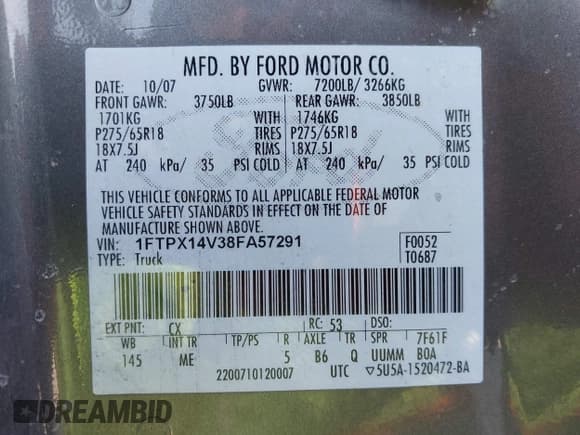 MFD. BY FORD MOTOR CO.
DATE: 10/07 GVWR: 7200LB/ 3266KG
FRONT GAWR: 3750LB REAR GAWR: 3850LB
1701KG WITH 1746KG WITH
P275/65R18 TIRES P275/65R18 TIRES
18X7.5J RIMS 18X7.5J RIMS
AT 240 kPa/ 35 PSI COLD AT 240 kPa/ 35 PSI COLD
THIS VEHICLE CONFORMS TO ALL APPLICABLE FEDERAL MOTOR
VEHICLE SAFETY STANDARDS IN EFFECT ON THE DATE OF
MANUFACTURE SHOWN ABOVE.
VIN: 1FTPX14V38FA57291 F0052
TYPE: Truck T0687
EXT PNT: CX RC: 53 DSO:
WB INT TR TP/PS R AXLE TR SPR 7F61F
145 ME 5 B6 Q UUMM BOA
2200710120007 UTC ▽5U5A-1520472-BA
Ford
DREAMBID